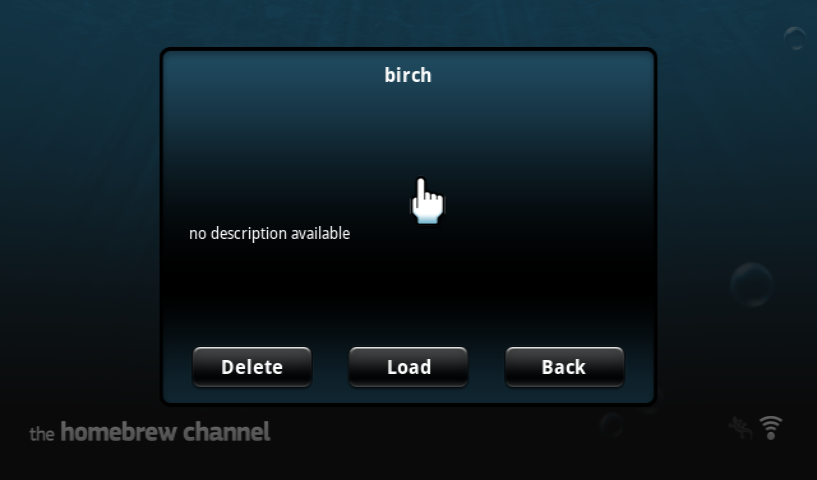 birch
no description available
Delete Load Back
the homebrew channel